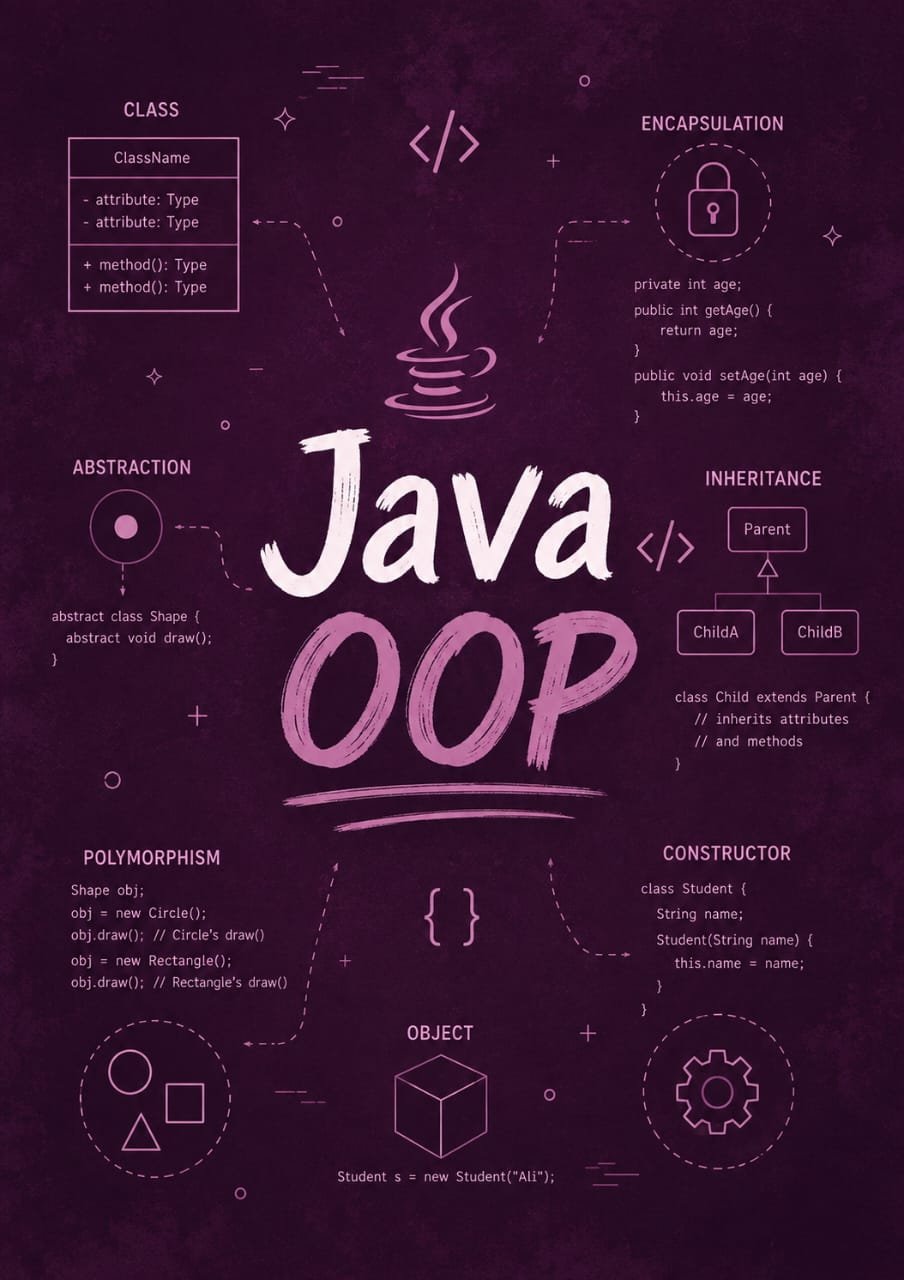 CLASS
ClassName
- attribute: Type
- attribute: Type
+ method(): Type
+ method(): Type
</>
ENCAPSULATION
private int age;
public int getAge() {
return age;
}
public void setAge(int age) {
this.age = age;
}
Java
OOP
ABSTRACTION
abstract class Shape {
abstract void draw();
}
</>
INHERITANCE
Parent
ChildA
ChildB
class Child extends Parent {
// inherits attributes
// and methods
}
POLYMORPHISM
Shape obj;
obj = new Circle();
obj.draw(); // Circle's draw()
obj = new Rectangle();
obj.draw(); // Rectangle's draw()
{ }
CONSTRUCTOR
class Student {
String name;
Student(String name) {
this.name = name;
}
}
OBJECT
Student s = new Student("Ali");